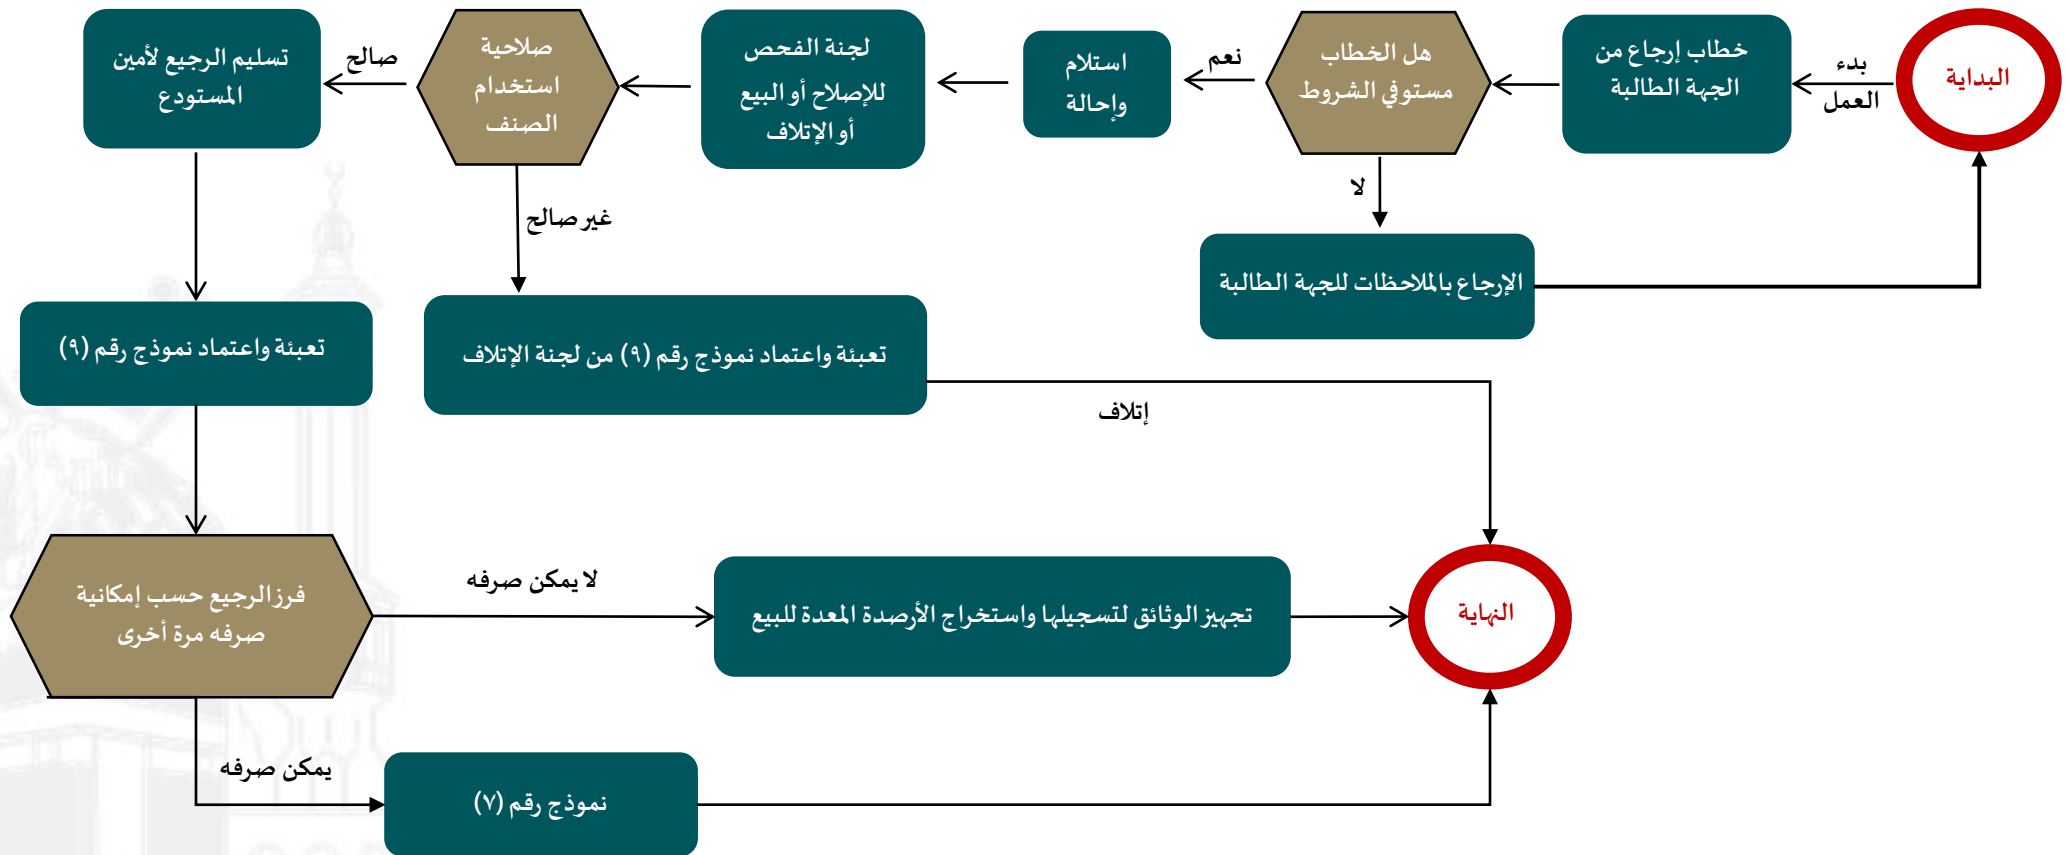 البداية
بدء
العمل
خطاب إرجاع من
الجهة الطالبة
هل الخطاب
مستوفي الشروط
نعم
استلام
وإحالة
لجنة الفحص
للإصلاح أو البيع
أو الإتلاف
صلاحية
استخدام
الصنف
صالح
تسليم الرجيع لأمين
المستودع
لا
غير صالح
الإرجاع بالملاحظات للجهة الطالبة
تعبئة واعتماد نموذج رقم (٩) من لجنة الإتلاف
تعبئة واعتماد نموذج رقم (٩)
إتلاف
فرز الرجيع حسب إمكانية
صرفه مرة أخرى
لا يمكن صرفه
تجهيز الوثائق لتسجيلها واستخراج الأرصدة المعدة للبيع
النهاية
يمكن صرفه
نموذج رقم (٧)